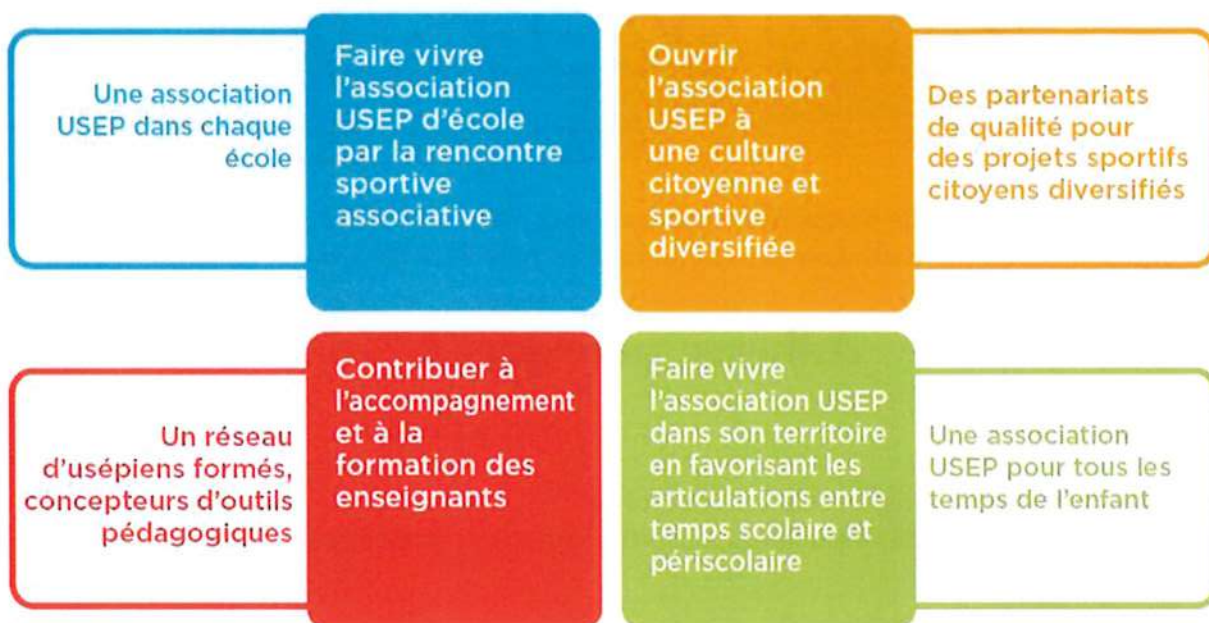 Une association
USEP dans chaque
école
Faire vivre
l'association
USEP d'école
par la rencontre
sportive
associative
Ouvrir
l'association
USEP à
une culture
citoyenne et
sportive
diversifiée
Des partenariats
de qualité pour
des projets sportifs
citoyens diversifiés
Un réseau
d'usépiens formés,
concepteurs d'outils
pédagogiques
Contribuer à
l'accompagnement
et à la
formation des
enseignants
Faire vivre
l'association USEP
dans son territoire
en favorisant les
articulations entre
temps scolaire et
périscolaire
Une association
USEP pour tous les
temps de l'enfant